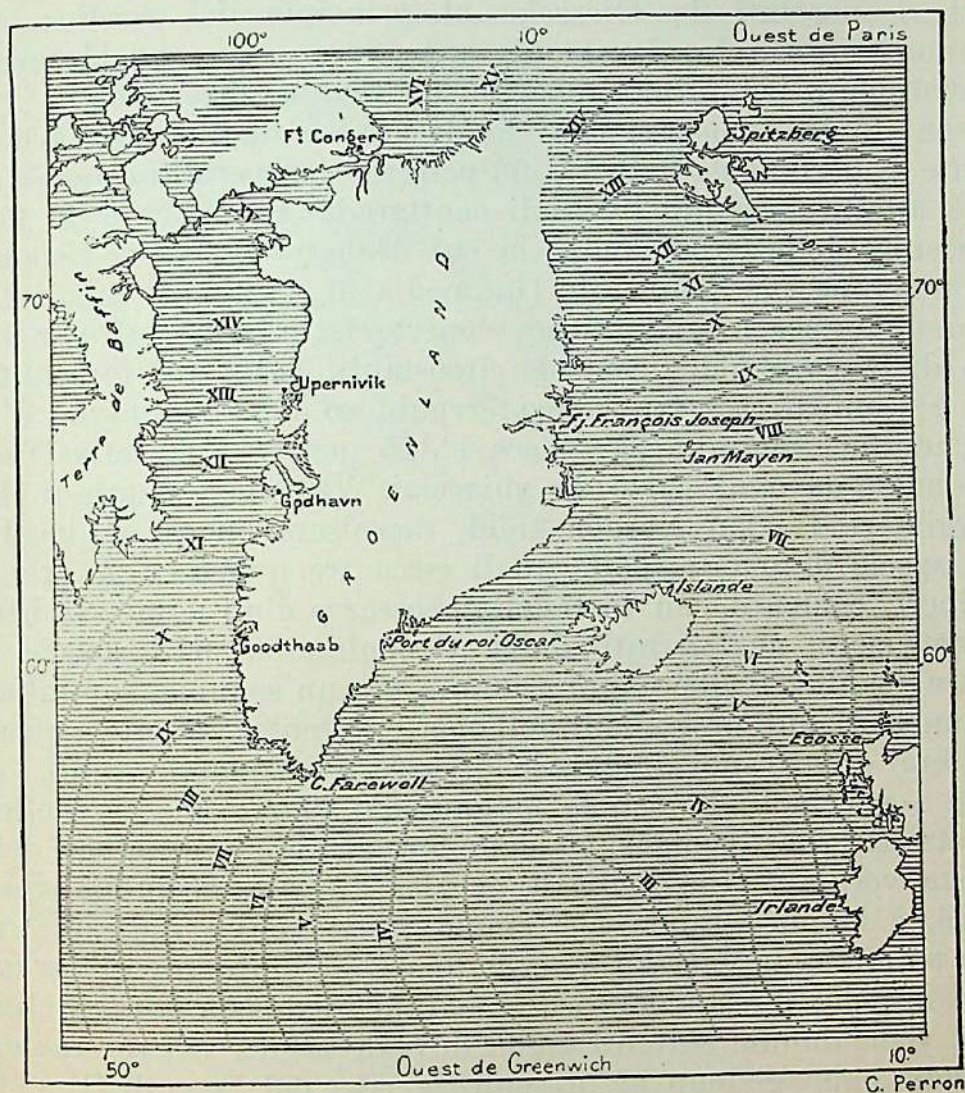 100° 10° Ouest de Paris
XVI XV
Fᵗ. Conger
XIV
Spitzberg
XIII
XV
XII
XI
70° 70°
Terre de Baffin
XIV
X
GROENLAND
IX
Upernivik
XIII
Fj. François Joseph
VIII
Jan Mayen
XII
Godhavn
XI
VII
Islande
X
Port du roi Oscar
Goodthaab
VI
60° 60°
V
IX
Ecosse
C. Farewell
VIII
IV
VII
III
VI
Irlande
V
IV
50° Ouest de Greenwich 10°
C. Perron